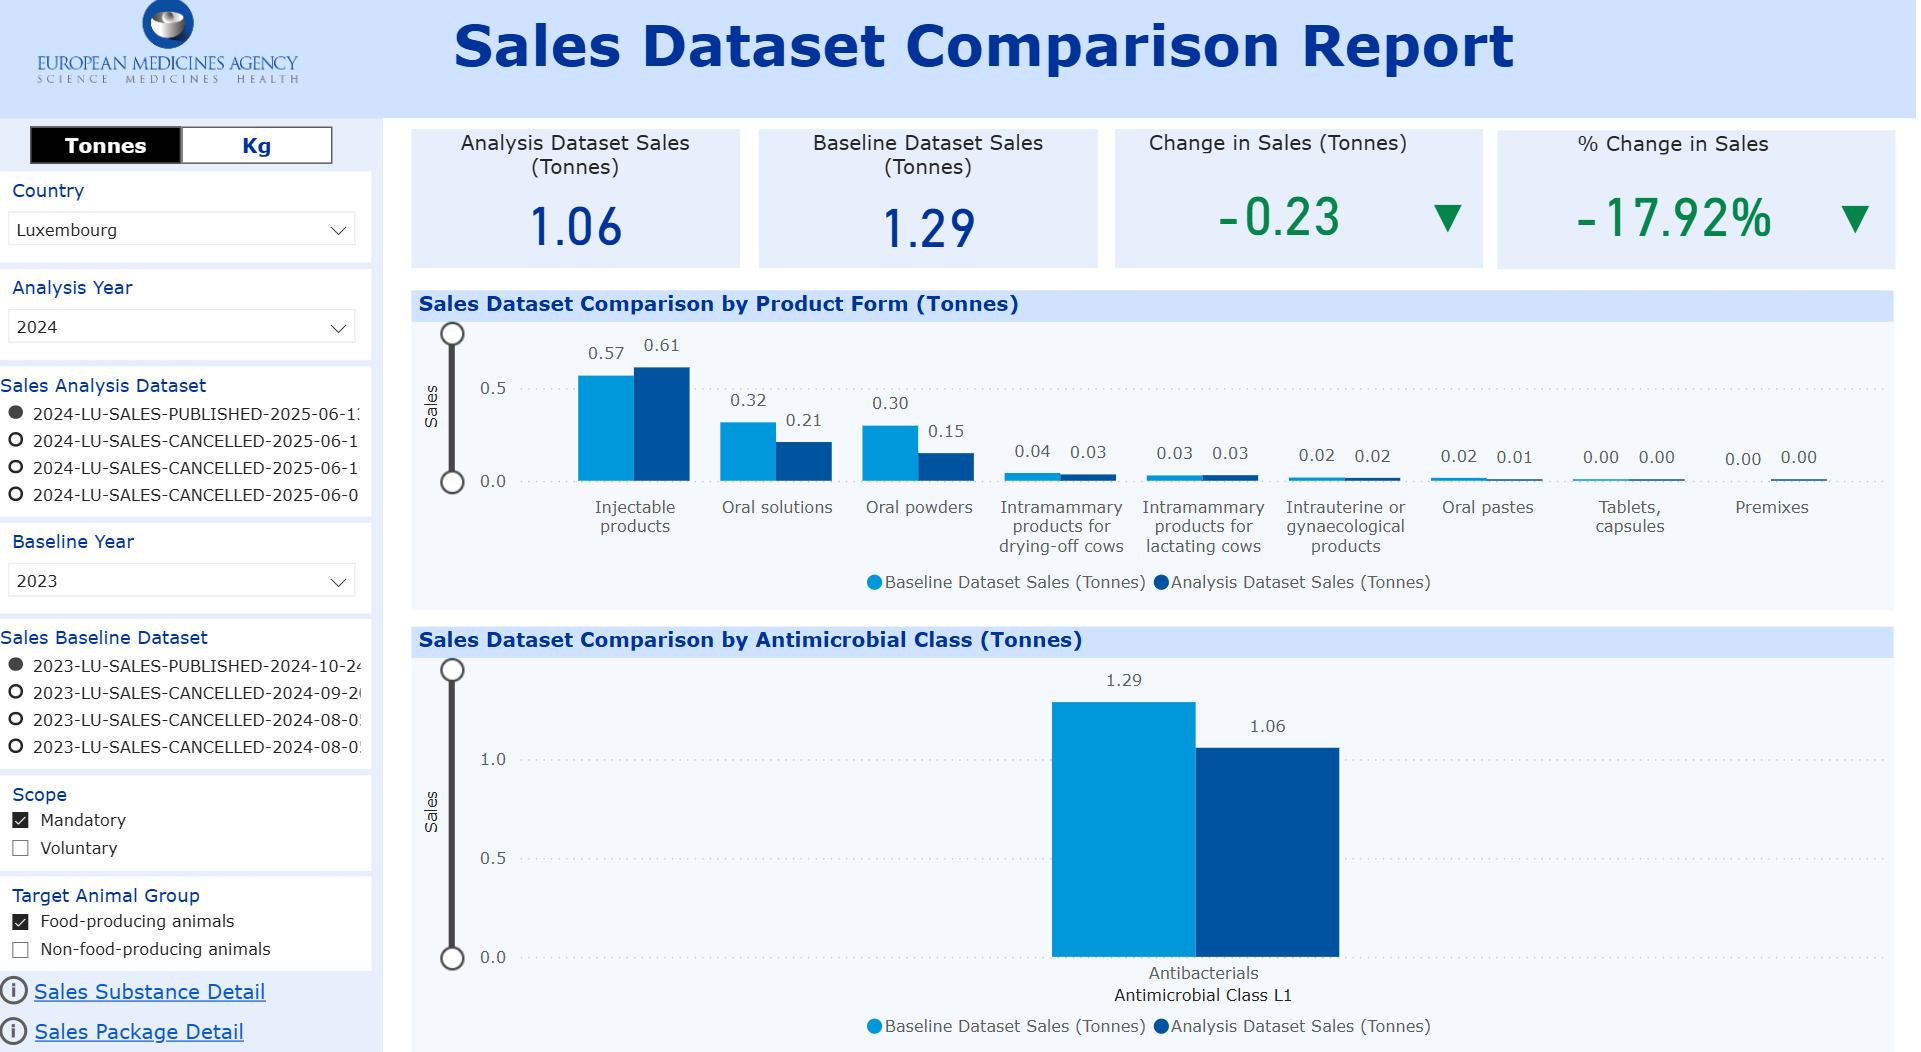 EUROPEAN MEDICINES AGENCY
SCIENCE MEDICINES HEALTH
Sales Dataset Comparison Report
Tonnes
Kg
Country
Luxembourg
Analysis Year
2024
Sales Analysis Dataset
2024-LU-SALES-PUBLISHED-2025-06-13
2024-LU-SALES-CANCELLED-2025-06-1
2024-LU-SALES-CANCELLED-2025-06-1
2024-LU-SALES-CANCELLED-2025-06-0
Baseline Year
2023
Sales Baseline Dataset
2023-LU-SALES-PUBLISHED-2024-10-24
2023-LU-SALES-CANCELLED-2024-09-20
2023-LU-SALES-CANCELLED-2024-08-0
2023-LU-SALES-CANCELLED-2024-08-0
Scope
Mandatory
Voluntary
Target Animal Group
Food-producing animals
Non-food-producing animals
Sales Substance Detail
Sales Package Detail
Analysis Dataset Sales
(Tonnes)
1.06
Baseline Dataset Sales
(Tonnes)
1.29
Change in Sales (Tonnes)
-0.23
% Change in Sales
-17.92%
Sales Dataset Comparison by Product Form (Tonnes)
Sales
0.5
0.0
0.57
0.61
0.32
0.21
0.30
0.15
0.04
0.03
0.03
0.03
0.02
0.02
0.02
0.01
0.00
0.00
0.00
0.00
Injectable
products
Oral solutions
Oral powders
Intramammary
products for
drying-off cows
Intramammary
products for
lactating cows
Intrauterine or
gynaecological
products
Oral pastes
Tablets,
capsules
Premixes
Baseline Dataset Sales (Tonnes)
Analysis Dataset Sales (Tonnes)
Sales Dataset Comparison by Antimicrobial Class (Tonnes)
Sales
1.0
0.5
0.0
1.29
1.06
Antibacterials
Antimicrobial Class L1
Baseline Dataset Sales (Tonnes)
Analysis Dataset Sales (Tonnes)